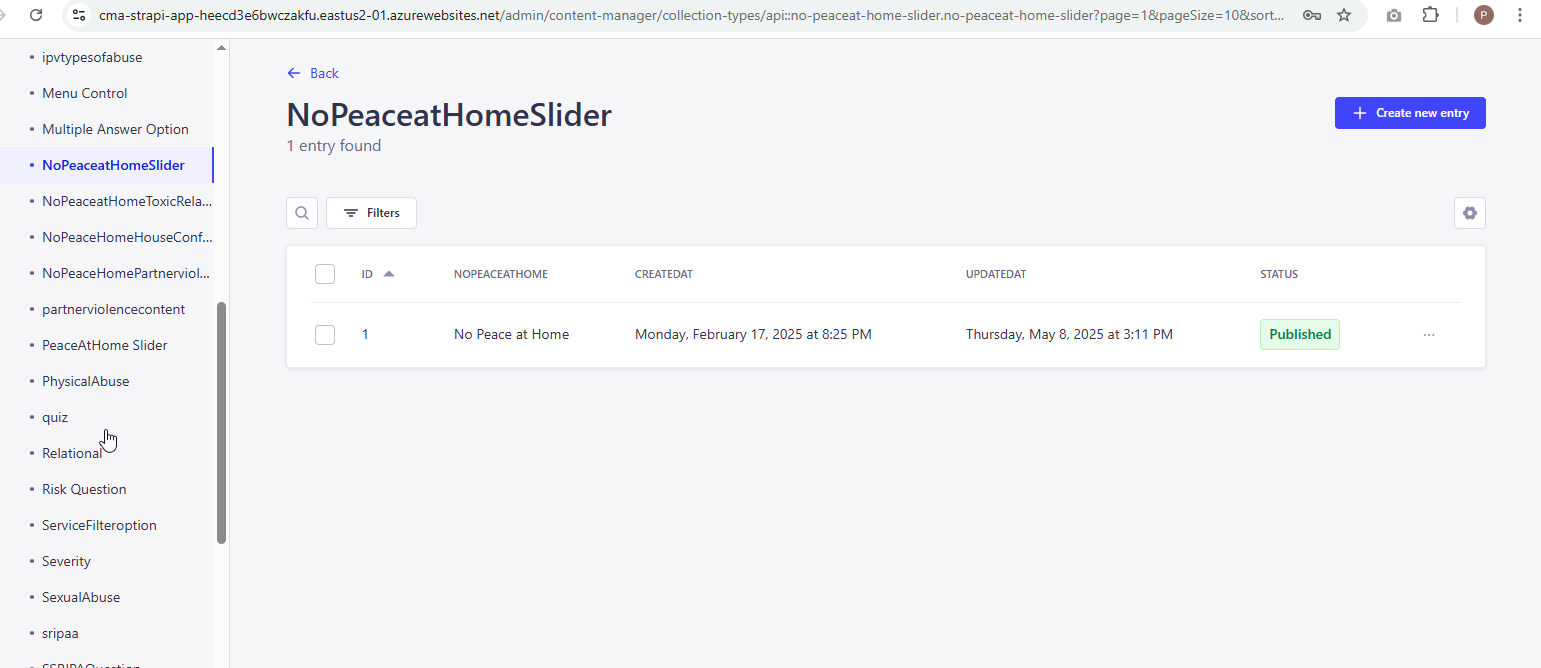 cma-strapi-app-heecd3e6bwczakfu.eastus2-01.azurewebsites.net/admin/content-manager/collection-types/api::no-peaceat-home-slider.no-peaceat-home-slider?page=1&pageSize=10&sort...
P
ipvtypesofabuse
Menu Control
Multiple Answer Option
NoPeaceatHomeSlider
NoPeaceatHomeToxicRela...
NoPeaceHomeHouseConf...
NoPeaceHomePartnerviol...
partnerviolencecontent
PeaceAtHome Slider
PhysicalAbuse
quiz
Relational
Risk Question
ServiceFilteroption
Severity
SexualAbuse
sripaa
SSRIPAQuestion
Back
NoPeaceatHomeSlider
1 entry found
Create new entry
Filters
ID NOPEACEATHOME CREATEDAT UPDATEDAT STATUS
1 No Peace at Home Monday, February 17, 2025 at 8:25 PM Thursday, May 8, 2025 at 3:11 PM Published